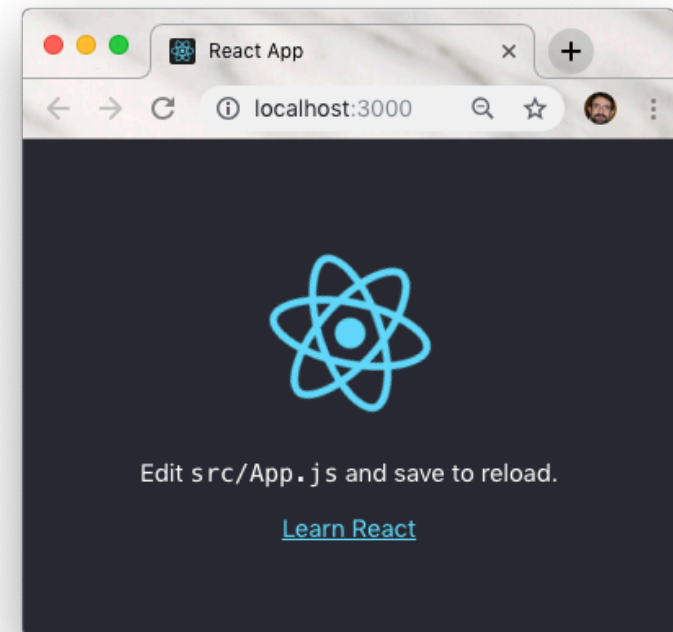 React App
localhost:3000
Edit src/App.js and save to reload.
Learn React